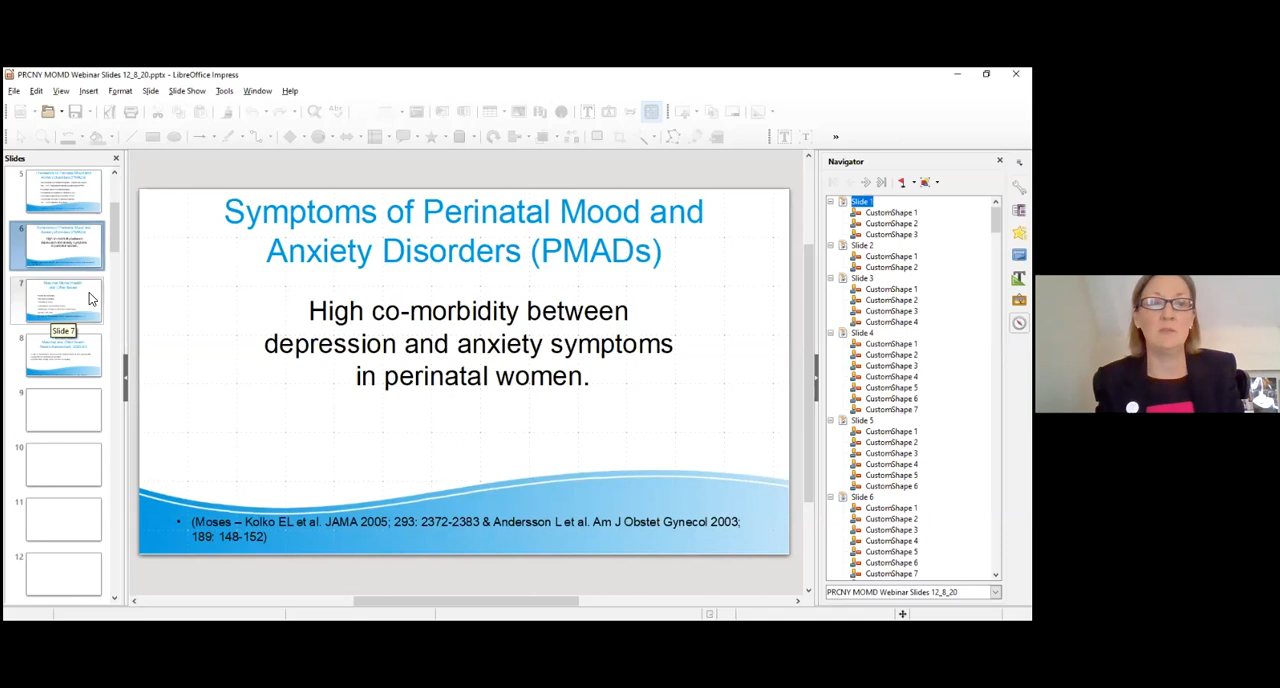 PRCNY MOMD Webinar Slides 12_8_20.pptx - LibreOffice Impress
File Edit View Insert Format Slide Slide Show Tools Window Help
Slides
5
6
7
Slide 7
8
9
10
11
12
Symptoms of Perinatal Mood and
Anxiety Disorders (PMADs)
High co-morbidity between
depression and anxiety symptoms
in perinatal women.
• (Moses – Kolko EL et al. JAMA 2005; 293: 2372-2383 & Andersson L et al. Am J Obstet Gynecol 2003;
189: 148-152)
Navigator
Slide 1
CustomShape 1
CustomShape 2
CustomShape 3
Slide 2
CustomShape 1
CustomShape 2
Slide 3
CustomShape 1
CustomShape 2
CustomShape 3
CustomShape 4
Slide 4
CustomShape 1
CustomShape 2
CustomShape 3
CustomShape 4
CustomShape 5
CustomShape 6
CustomShape 7
Slide 5
CustomShape 1
CustomShape 2
CustomShape 3
CustomShape 4
CustomShape 5
CustomShape 6
Slide 6
CustomShape 1
CustomShape 2
CustomShape 3
CustomShape 4
CustomShape 5
CustomShape 6
CustomShape 7
PRCNY MOMD Webinar Slides 12_8_20